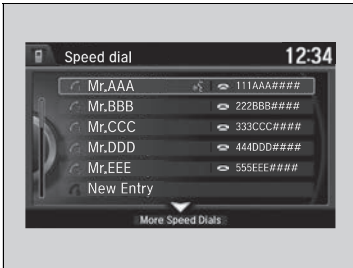 Speed dial 12:34
Mr.AAA 111AAA####
Mr.BBB 222BBB####
Mr.CCC 333CCC####
Mr.DDD 444DDD####
Mr.EEE 555EEE####
New Entry
More Speed Dials